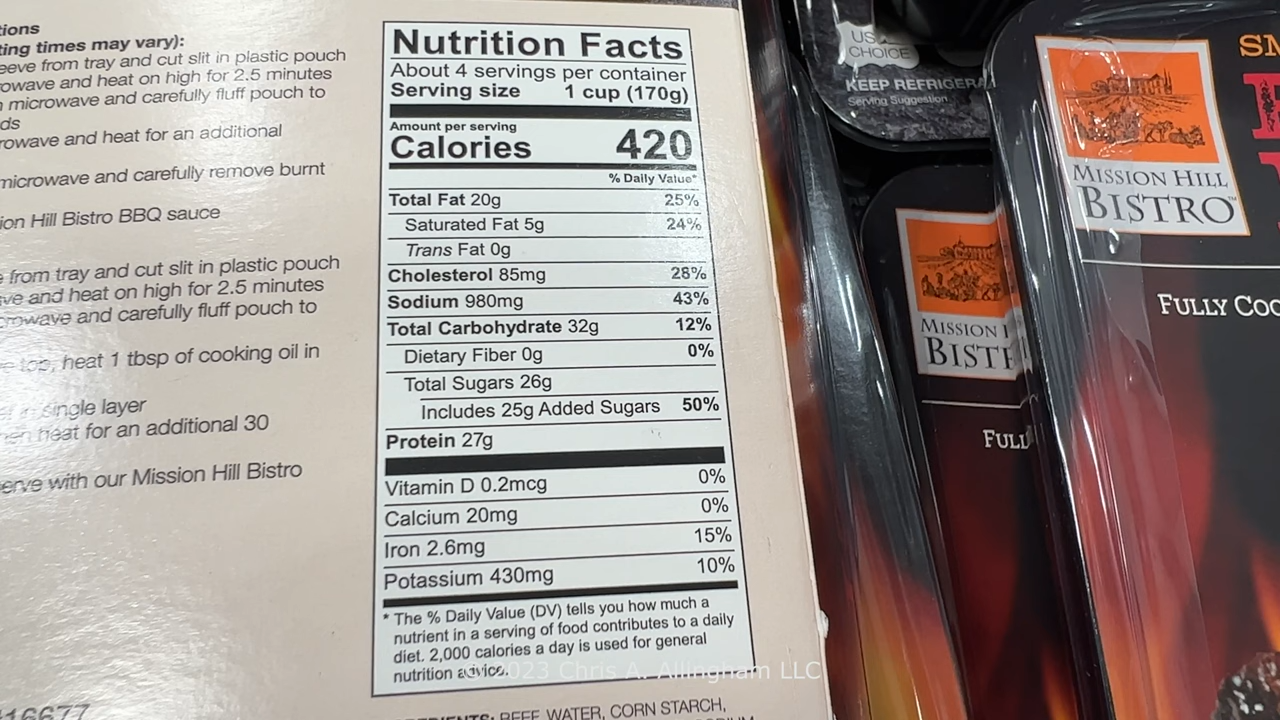 tions
ting times may vary):
eeve from tray and cut slit in plastic pouch
owave and heat on high for 2.5 minutes
microwave and carefully fluff pouch to
ds
rowave and heat for an additional
microwave and carefully remove burnt
ion Hill Bistro BBQ sauce
from tray and cut slit in plastic pouch
ve and heat on high for 2.5 minutes
rowave and carefully fluff pouch to
top, heat 1 tbsp of cooking oil in
single layer
heat for an additional 30
erve with our Mission Hill Bistro
16677
Nutrition Facts
About 4 servings per container
Serving size 1 cup (170g)
Amount per serving
Calories 420
% Daily Value*
Total Fat 20g 25%
Saturated Fat 5g 24%
Trans Fat 0g
Cholesterol 85mg 28%
Sodium 980mg 43%
Total Carbohydrate 32g 12%
Dietary Fiber 0g 0%
Total Sugars 26g
Includes 25g Added Sugars 50%
Protein 27g
Vitamin D 0.2mcg 0%
Calcium 20mg 0%
Iron 2.6mg 15%
Potassium 430mg 10%
* The % Daily Value (DV) tells you how much a
nutrient in a serving of food contributes to a daily
diet. 2,000 calories a day is used for general
nutrition advice.
© 2023 Chris A. Allingham LLC
BEEF, WATER, CORN STARCH,
CHOICE
KEEP REFRIGERA
Serving Suggestion
MISSION HILL
BISTRO™
FULLY COO
MISSION
BIST
FULL
SM